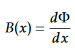 B(x) = dΦ/dx